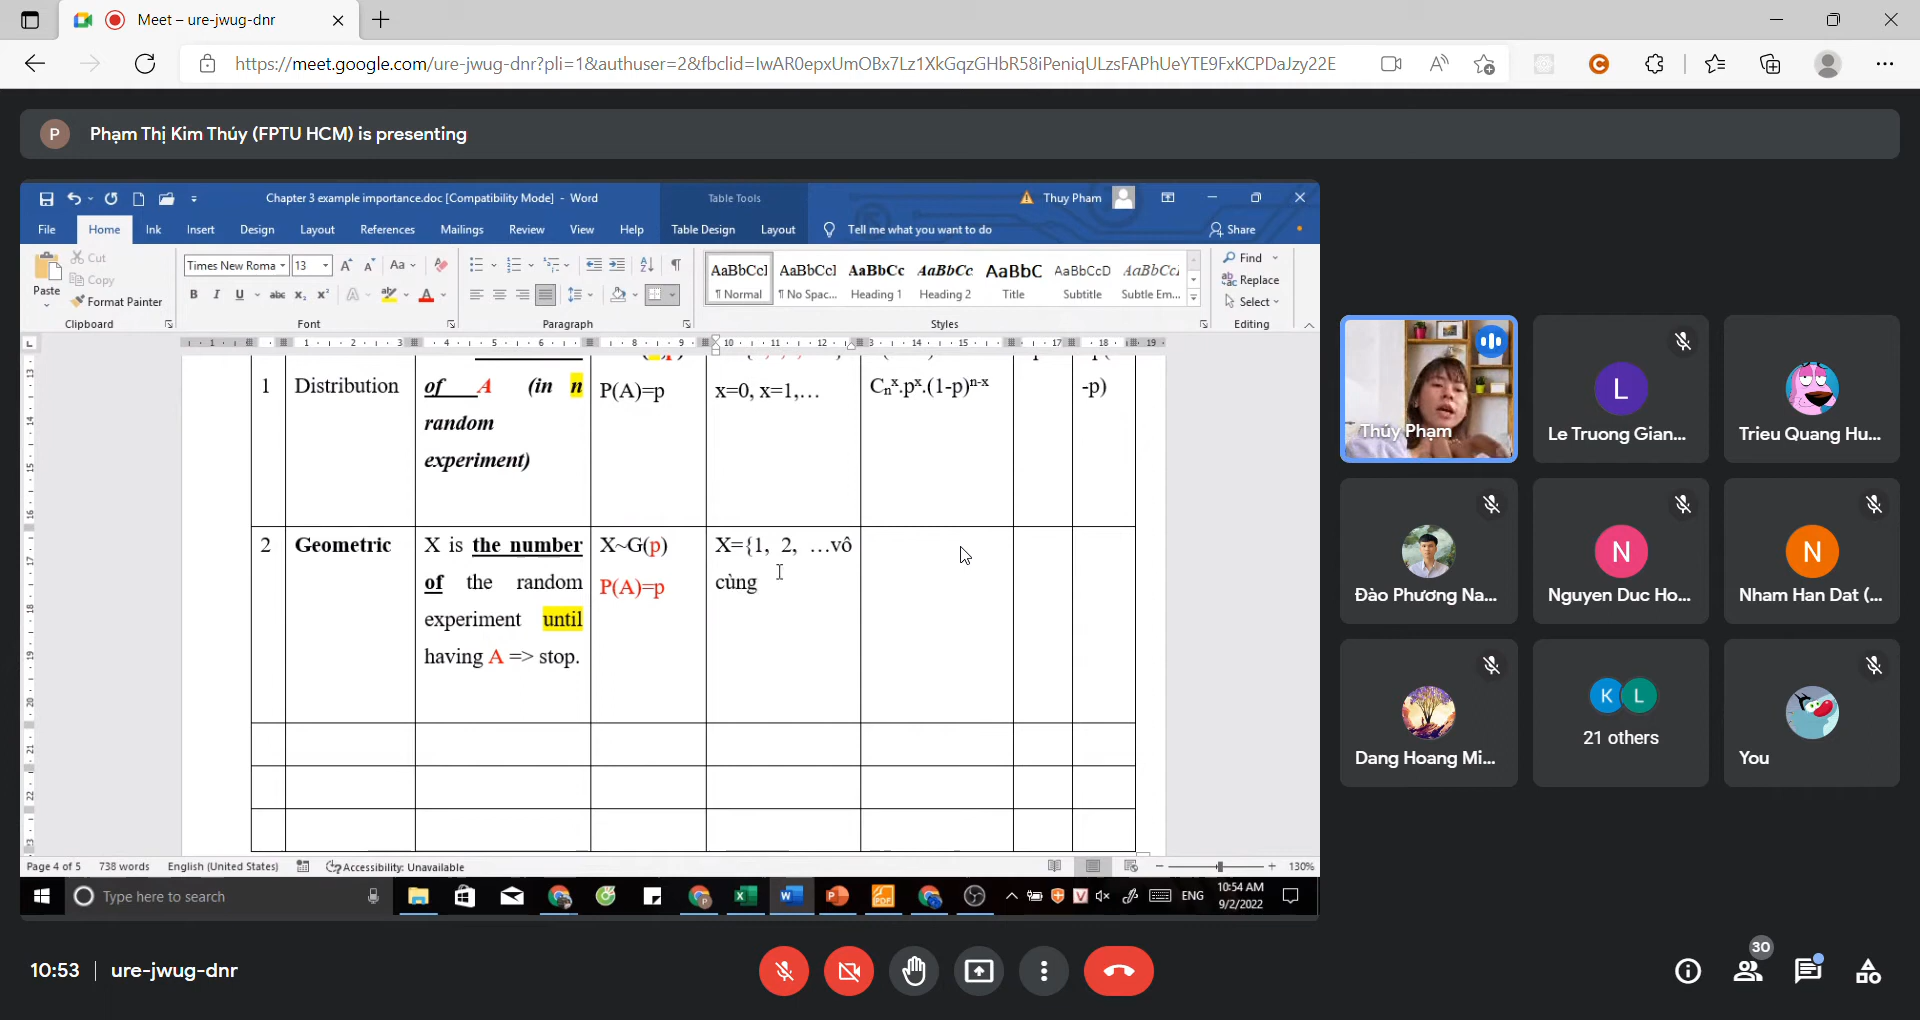 Meet – ure-jwug-dnr
https://meet.google.com/ure-jwug-dnr?pli=1&authuser=2&fbclid=IwAR0epxUmOBx7Lz1XkGqzGHbR58iPeniqULzsFAPhUeYTE9FxKCPDaJzy22E
P Phạm Thị Kim Thúy (FPTU HCM) is presenting
Chapter 3 example importance.doc [Compatibility Mode] - Word
Table Tools
Thuy Pham
File Home Ink Insert Design Layout References Mailings Review View Help Table Design Layout Tell me what you want to do Share
Paste
Cut
Copy
Format Painter
Clipboard
Times New Roma 13
Font
Paragraph
AaBbCcI AaBbCcI AaBbCc AaBbCc AaBbC AaBbCcD AaBbCcI
¶ Normal ¶ No Spac... Heading 1 Heading 2 Title Subtitle Subtle Em...
Styles
Find
Replace
Select
Editing
1 Distribution of A (in n random experiment) P(A)=p x=0, x=1,… Cnˣ.pˣ.(1-p)ⁿ⁻ˣ -p)
2 Geometric X is the number of the random experiment until having A => stop. X~G(p) P(A)=p X={1, 2, …vô cùng
Page 4 of 5 738 words English (United States) Accessibility: Unavailable 130%
Type here to search
ENG
10:54 AM
9/2/2022
Thúy Phạm
L
Le Truong Gian...
Trieu Quang Hu...
Đào Phương Na...
N
Nguyen Duc Ho...
N
Nham Han Dat (...
Dang Hoang Mi...
K L
21 others
You
10:53 | ure-jwug-dnr
30